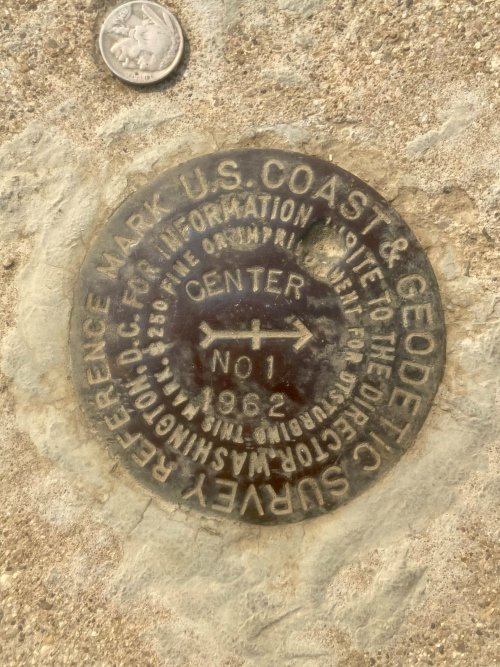 U.S. COAST & GEODETIC SURVEY REFERENCE MARK
FOR INFORMATION WRITE TO THE DIRECTOR, WASHINGTON, D.C.
$250 FINE OR IMPRISONMENT FOR DISTURBING THIS MARK.
CENTER
NO 1
1962